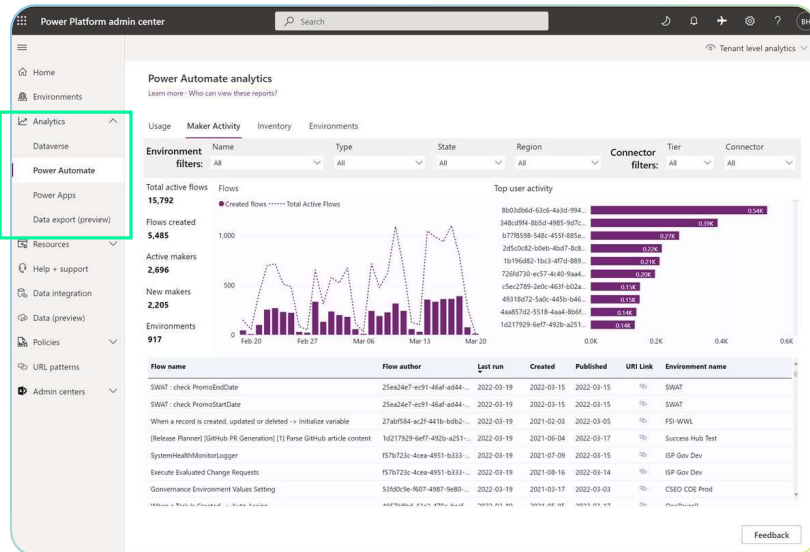 Power Platform admin center
Search
?
BH
Tenant level analytics
Home
Environments
Analytics
Dataverse
Power Automate
Power Apps
Data export (preview)
Resources
Help + support
Data integration
Data (preview)
Policies
URL patterns
Admin centers
Power Automate analytics
Learn more · Who can view these reports?
Usage Maker Activity Inventory Environments
Environment filters:
Name Type State Region
All All All All
Connector filters:
Tier Connector
All All
Total active flows
15,792
Flows created
5,485
Active makers
2,696
New makers
2,205
Environments
917
Flows
Created flows Total Active Flows
1,000
500
0
Feb 20 Feb 27 Mar 06 Mar 13 Mar 20
Top user activity
8b03db6d-63c6-4a3d-994... 0.54K
348cd9f4-8b5d-4985-9d7c... 0.39K
b77f8598-548c-455f-885e... 0.27K
2d5c0c82-b0eb-4bd7-8c8... 0.22K
1b196d82-1bc3-4f7d-889... 0.21K
726fd730-ec57-4c40-9aa4... 0.20K
c5ec2789-2e0c-463f-b02a... 0.15K
49318d72-5a0c-445b-b46... 0.15K
4aa857d2-5518-4aa4-8b6f... 0.14K
1d217929-6ef7-492b-a251... 0.14K
0.0K 0.2K 0.4K 0.6K
Flow name Flow author Last run Created Published URI Link Environment name
SWAT : check PromoEndDate 25ea24e7-ec91-46af-ad44-... 2022-03-19 2022-03-15 2022-03-15 SWAT
SWAT : check PromoStartDate 25ea24e7-ec91-46af-ad44-... 2022-03-19 2022-03-15 2022-03-15 SWAT
When a record is created, updated or deleted -> Initialize variable 27abf584-ac2f-441b-bdb2-... 2022-03-19 2021-02-03 2022-03-05 FSI-WWL
[Release Planner] [GitHub PR Generation] [1] Parse GitHub article content 1d217929-6ef7-492b-a251-... 2022-03-19 2021-06-04 2022-03-17 Success Hub Test
SystemHealthMonitorLogger f57b723c-4cea-4951-b333-... 2022-03-19 2021-07-09 2022-03-15 ISP Gov Dev
Execute Evaluated Change Requests f57b723c-4cea-4951-b333-... 2022-03-19 2021-08-16 2022-03-14 ISP Gov Dev
Gonvernance Environment Values Setting 53fd0c9e-f607-4987-9e80-... 2022-03-19 2021-03-17 2022-03-03 CSEO COE Prod
Feedback